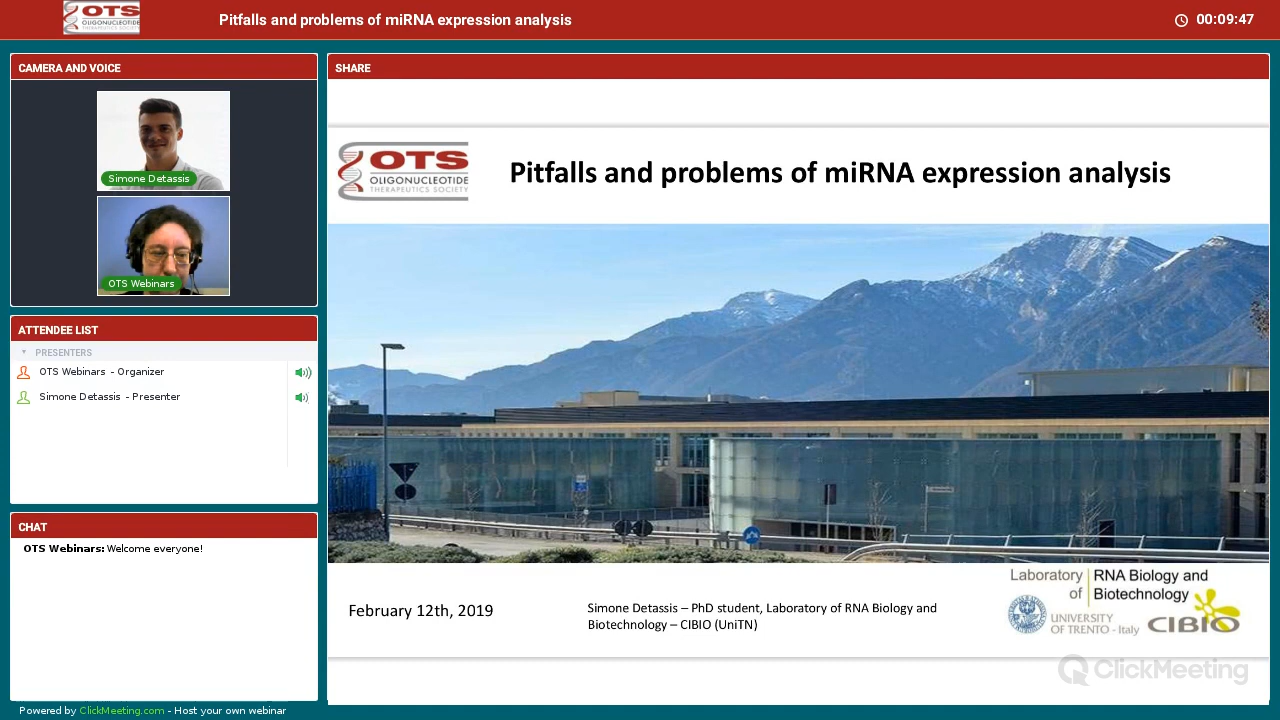 OTS
OLIGONUCLEOTIDE
THERAPEUTICS SOCIETY
Pitfalls and problems of miRNA expression analysis
00:09:47
CAMERA AND VOICE
Simone Detassis
OTS Webinars
ATTENDEE LIST
PRESENTERS
OTS Webinars - Organizer
Simone Detassis - Presenter
CHAT
OTS Webinars: Welcome everyone!
Powered by ClickMeeting.com - Host your own webinar
SHARE
OTS
OLIGONUCLEOTIDE
THERAPEUTICS SOCIETY
Pitfalls and problems of miRNA expression analysis
February 12th, 2019
Simone Detassis – PhD student, Laboratory of RNA Biology and
Biotechnology – CIBIO (UniTN)
Laboratory of RNA Biology and
Biotechnology
UNIVERSITY
OF TRENTO - Italy
CIBIO
ClickMeeting